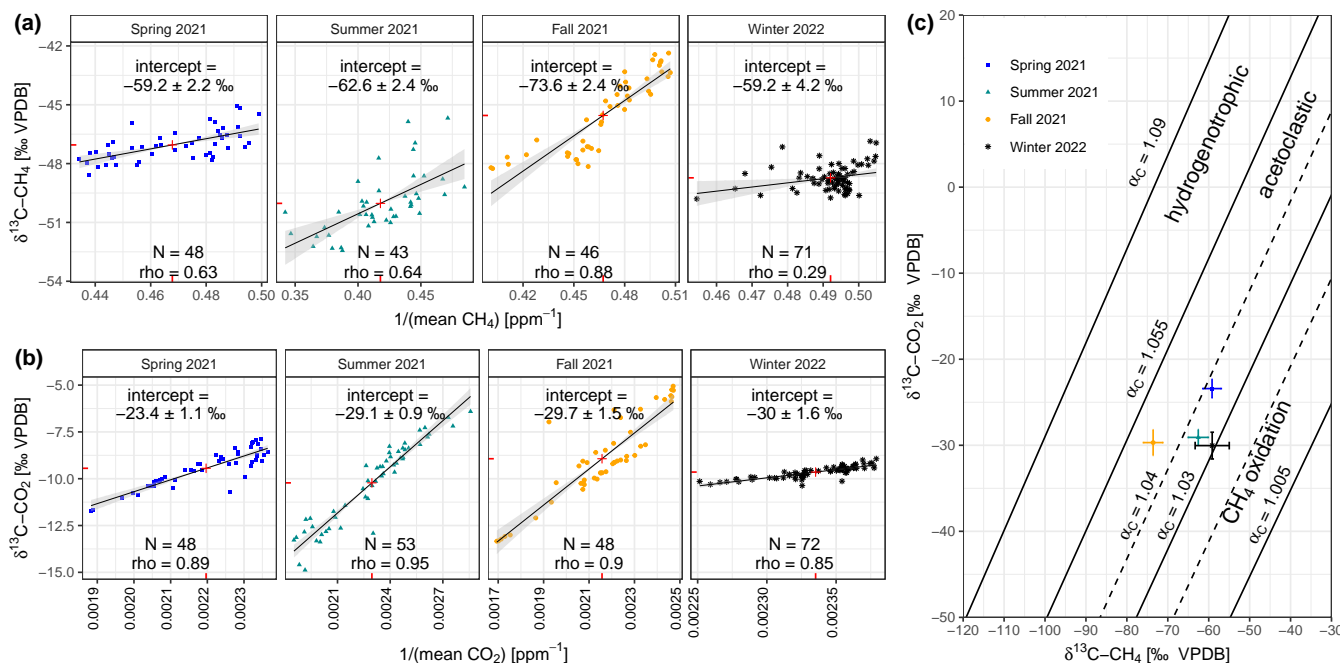 (a)
Spring 2021
Summer 2021
Fall 2021
Winter 2022
δ¹³C−CH₄ [‰ VPDB]
−42
−45
−48
−51
−54
intercept =
−59.2 ± 2.2 ‰
N = 48
rho = 0.63
intercept =
−62.6 ± 2.4 ‰
N = 43
rho = 0.64
intercept =
−73.6 ± 2.4 ‰
N = 46
rho = 0.88
intercept =
−59.2 ± 4.2 ‰
N = 71
rho = 0.29
0.44 0.46 0.48 0.50
0.35 0.40 0.45
0.42 0.45 0.48 0.51
0.46 0.47 0.48 0.49 0.50
1/(mean CH₄) [ppm⁻¹]
(b)
Spring 2021
Summer 2021
Fall 2021
Winter 2022
δ¹³C−CO₂ [‰ VPDB]
−5.0
−7.5
−10.0
−12.5
−15.0
intercept =
−23.4 ± 1.1 ‰
N = 48
rho = 0.89
intercept =
−29.1 ± 0.9 ‰
N = 53
rho = 0.95
intercept =
−29.7 ± 1.5 ‰
N = 48
rho = 0.9
intercept =
−30 ± 1.6 ‰
N = 72
rho = 0.85
0.0019 0.0020 0.0021 0.0022 0.0023
0.0021 0.0024 0.0027
0.0017 0.0019 0.0021 0.0023 0.0025
0.00225 0.00230 0.00235
1/(mean CO₂) [ppm⁻¹]
(c)
δ¹³C−CO₂ [‰ VPDB]
20
10
0
−10
−20
−30
−40
−50
Spring 2021
Summer 2021
Fall 2021
Winter 2022
α_C = 1.09
hydrogenotrophic
acetoclastic
α_C = 1.055
α_C = 1.04
α_C = 1.03
CH₄ oxidation
α_C = 1.005
−120 −110 −100 −90 −80 −70 −60 −50 −40 −30
δ¹³C−CH₄ [‰ VPDB]